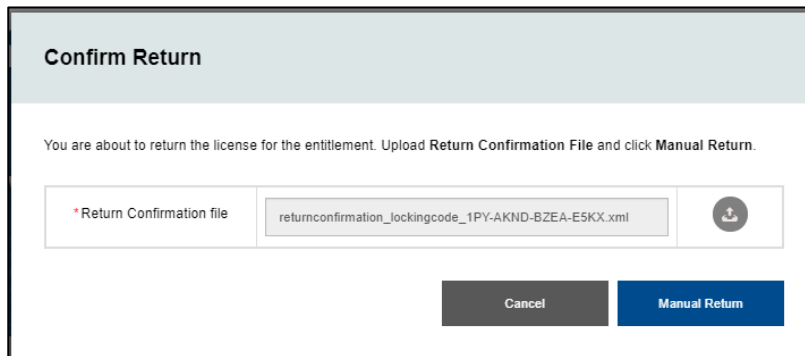 Confirm Return
You are about to return the license for the entitlement. Upload Return Confirmation File and click Manual Return.
*Return Confirmation file
returnconfirmation_lockingcode_1PY-AKND-BZEA-E5KX.xml
Cancel
Manual Return